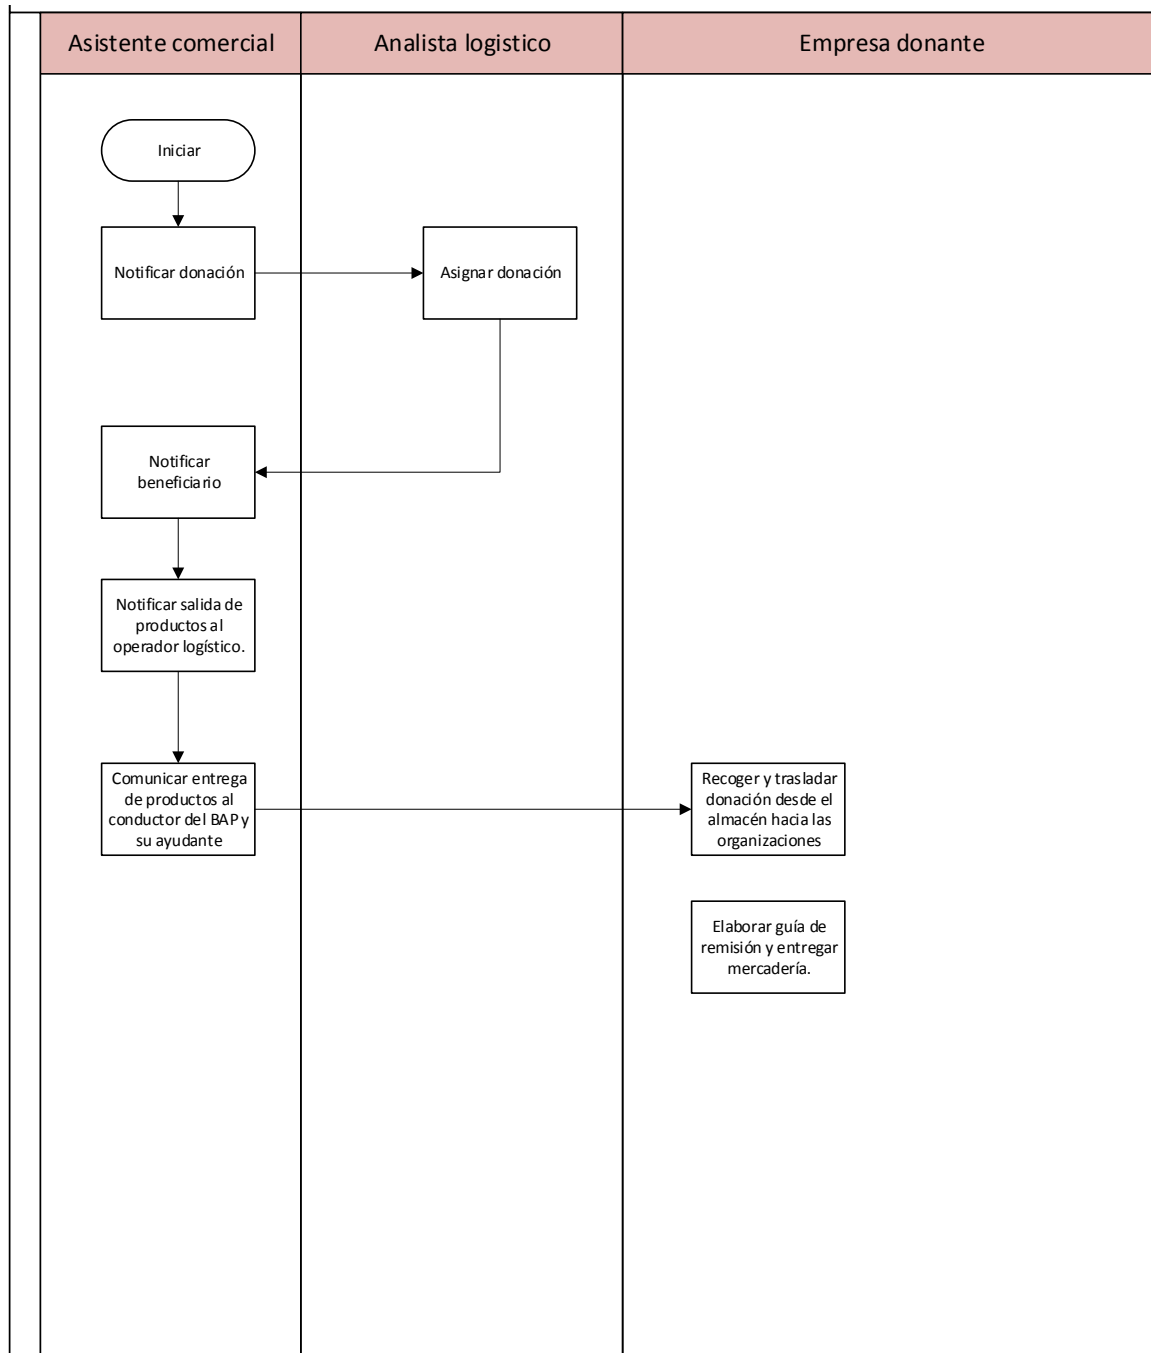 Asistente comercial
Analista logistico
Empresa donante
Iniciar
Notificar donación
Asignar donación
Notificar
beneficiario
Notificar salida de
productos al
operador logístico.
Comunicar entrega
de productos al
conductor del BAP y
su ayudante
Recoger y trasladar
donación desde el
almacén hacia las
organizaciones
Elaborar guía de
remisión y entregar
mercadería.